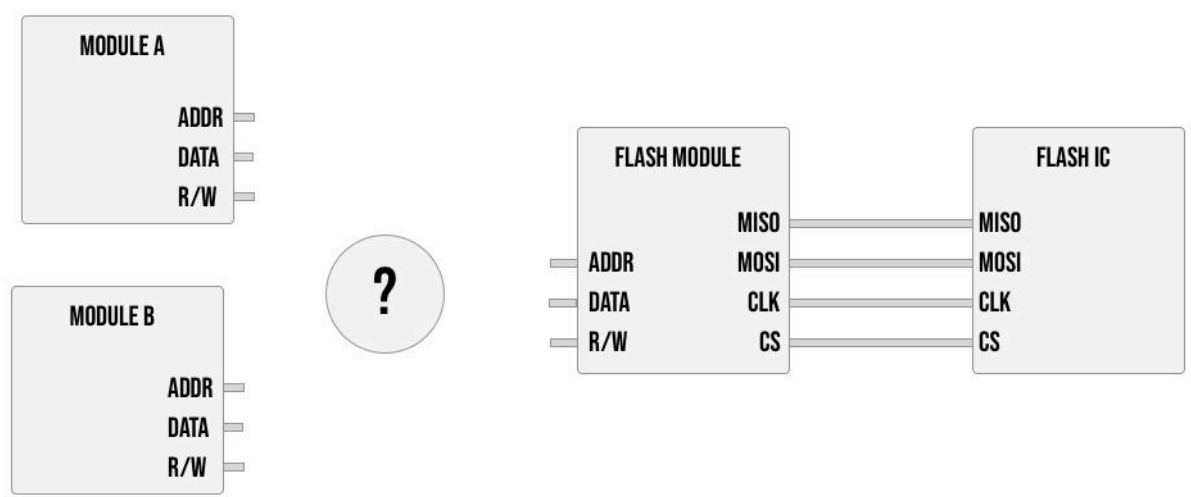 MODULE A
ADDR
DATA
R/W
MODULE B
ADDR
DATA
R/W
?
FLASH MODULE
MISO
ADDR MOSI
DATA CLK
R/W CS
FLASH IC
MISO
MOSI
CLK
CS